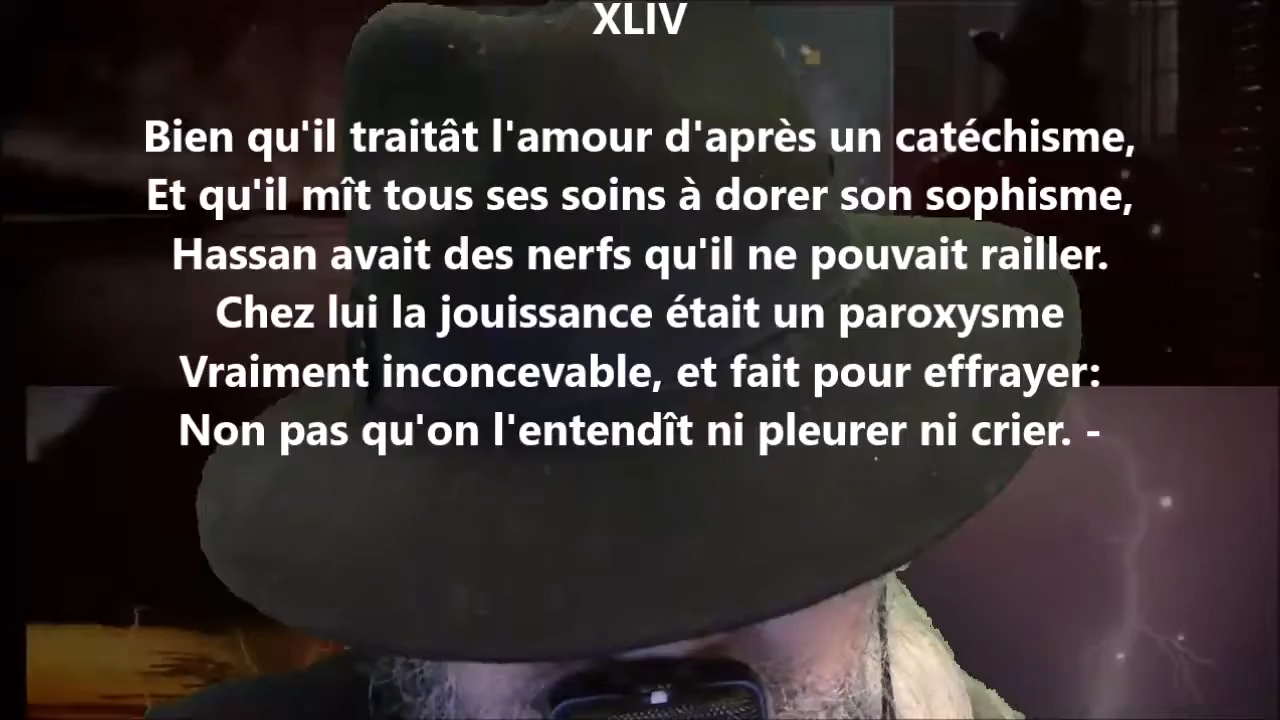 XLIV
Bien qu'il traitât l'amour d'après un catéchisme,
Et qu'il mît tous ses soins à dorer son sophisme,
Hassan avait des nerfs qu'il ne pouvait railler.
Chez lui la jouissance était un paroxysme
Vraiment inconcevable, et fait pour effrayer:
Non pas qu'on l'entendît ni pleurer ni crier. -